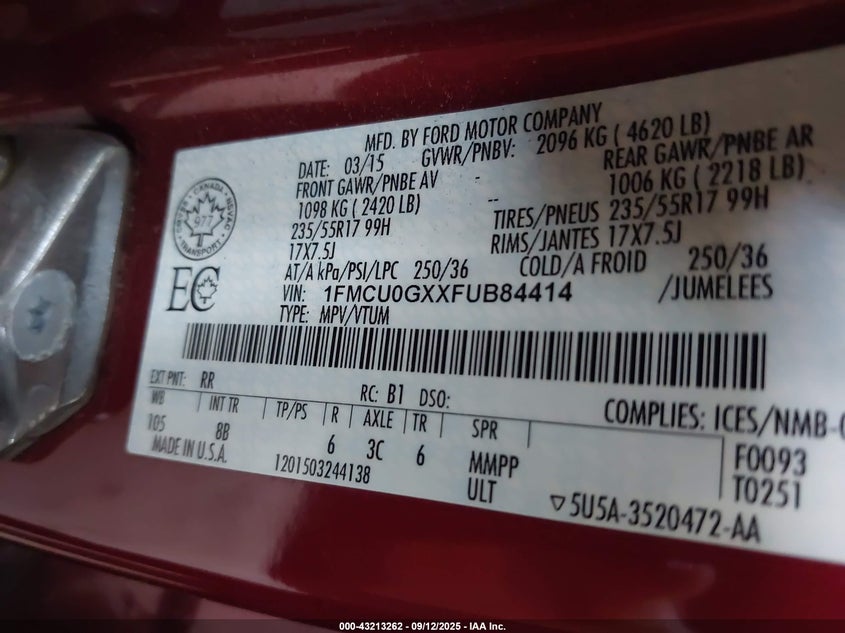 MFD. BY FORD MOTOR COMPANY
DATE: 03/15 GVWR/PNBV: 2096 KG ( 4620 LB)
FRONT GAWR/PNBE AV - REAR GAWR/PNBE AR
1098 KG ( 2420 LB) -- 1006 KG ( 2218 LB)
235/55R17 99H TIRES/PNEUS 235/55R17 99H
17X7.5J RIMS/JANTES 17X7.5J
AT/A kPa/PSI/LPC 250/36 COLD/A FROID 250/36
VIN: 1FMCU0GXXFUB84414 /JUMELEES
TYPE: MPV/VTUM
CANADA
NSVAC
TRANSPORT
977
EC
EXT PNT: RR RC: B1 DSO:
WB INT TR TP/PS R AXLE TR SPR COMPLIES: ICES/NMB-
105 8B 6 3C 6 MMPP F0093
MADE IN U.S.A. 1201503244138 ULT T0251
5U5A-3520472-AA
000-43213262 - 09/12/2025 - IAA Inc.